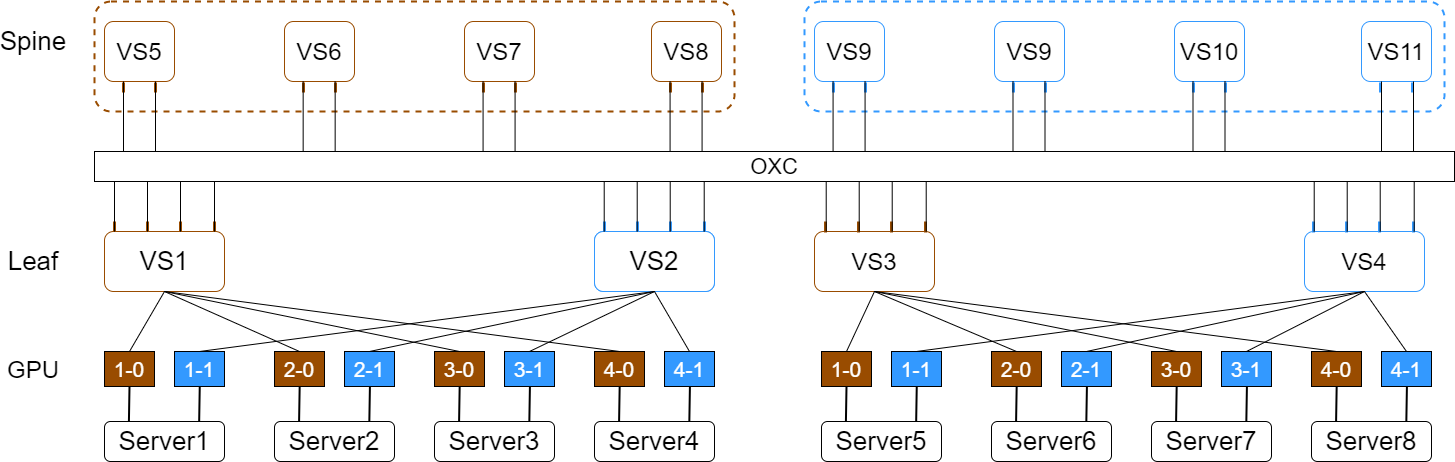 Spine VS5 VS6 VS7 VS8 VS9 VS9 VS10 VS11
OXC
Leaf VS1 VS2 VS3 VS4
GPU 1-0 1-1 2-0 2-1 3-0 3-1 4-0 4-1 1-0 1-1 2-0 2-1 3-0 3-1 4-0 4-1
Server1 Server2 Server3 Server4 Server5 Server6 Server7 Server8